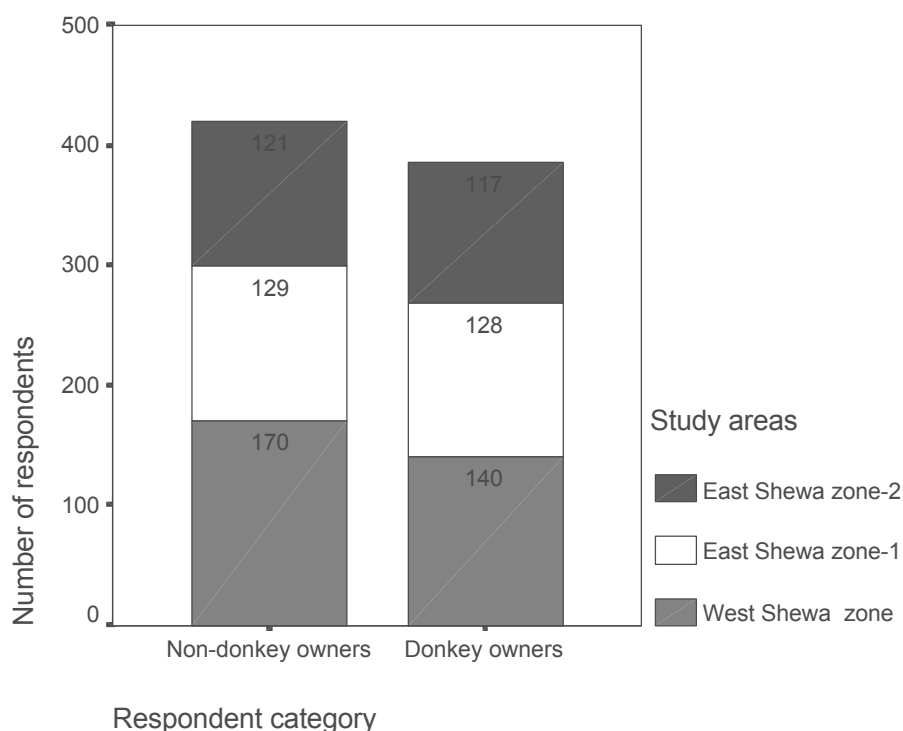 500
400
300
200
100
0
Number of respondents
121
129
170
117
128
140
Non-donkey owners
Donkey owners
Respondent category
Study areas
East Shewa zone-2
East Shewa zone-1
West Shewa zone